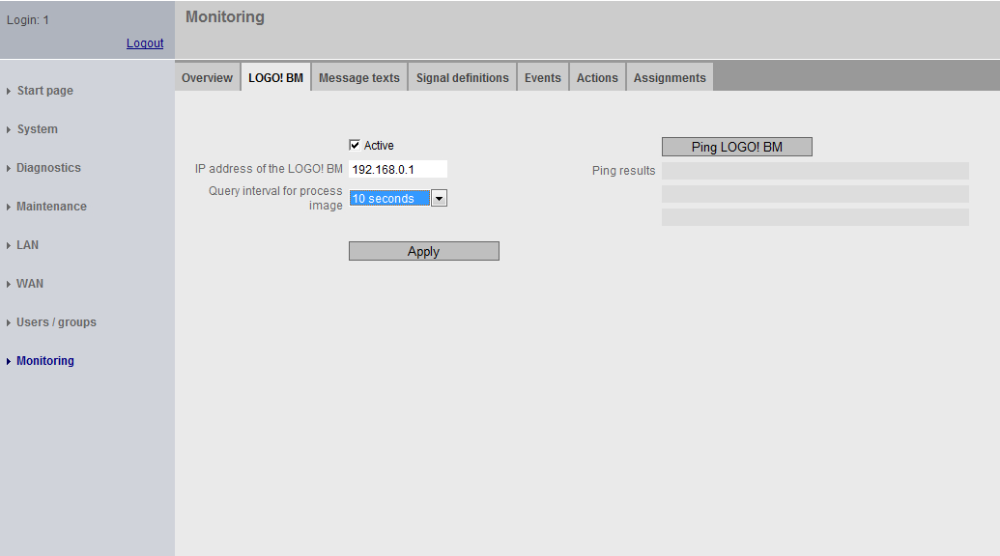 Login: 1
Logout
Monitoring
Start page
System
Diagnostics
Maintenance
LAN
WAN
Users / groups
Monitoring
Overview LOGO! BM Message texts Signal definitions Events Actions Assignments
Active
IP address of the LOGO! BM 192.168.0.1
Query interval for process
image
10 seconds
Apply
Ping LOGO! BM
Ping results